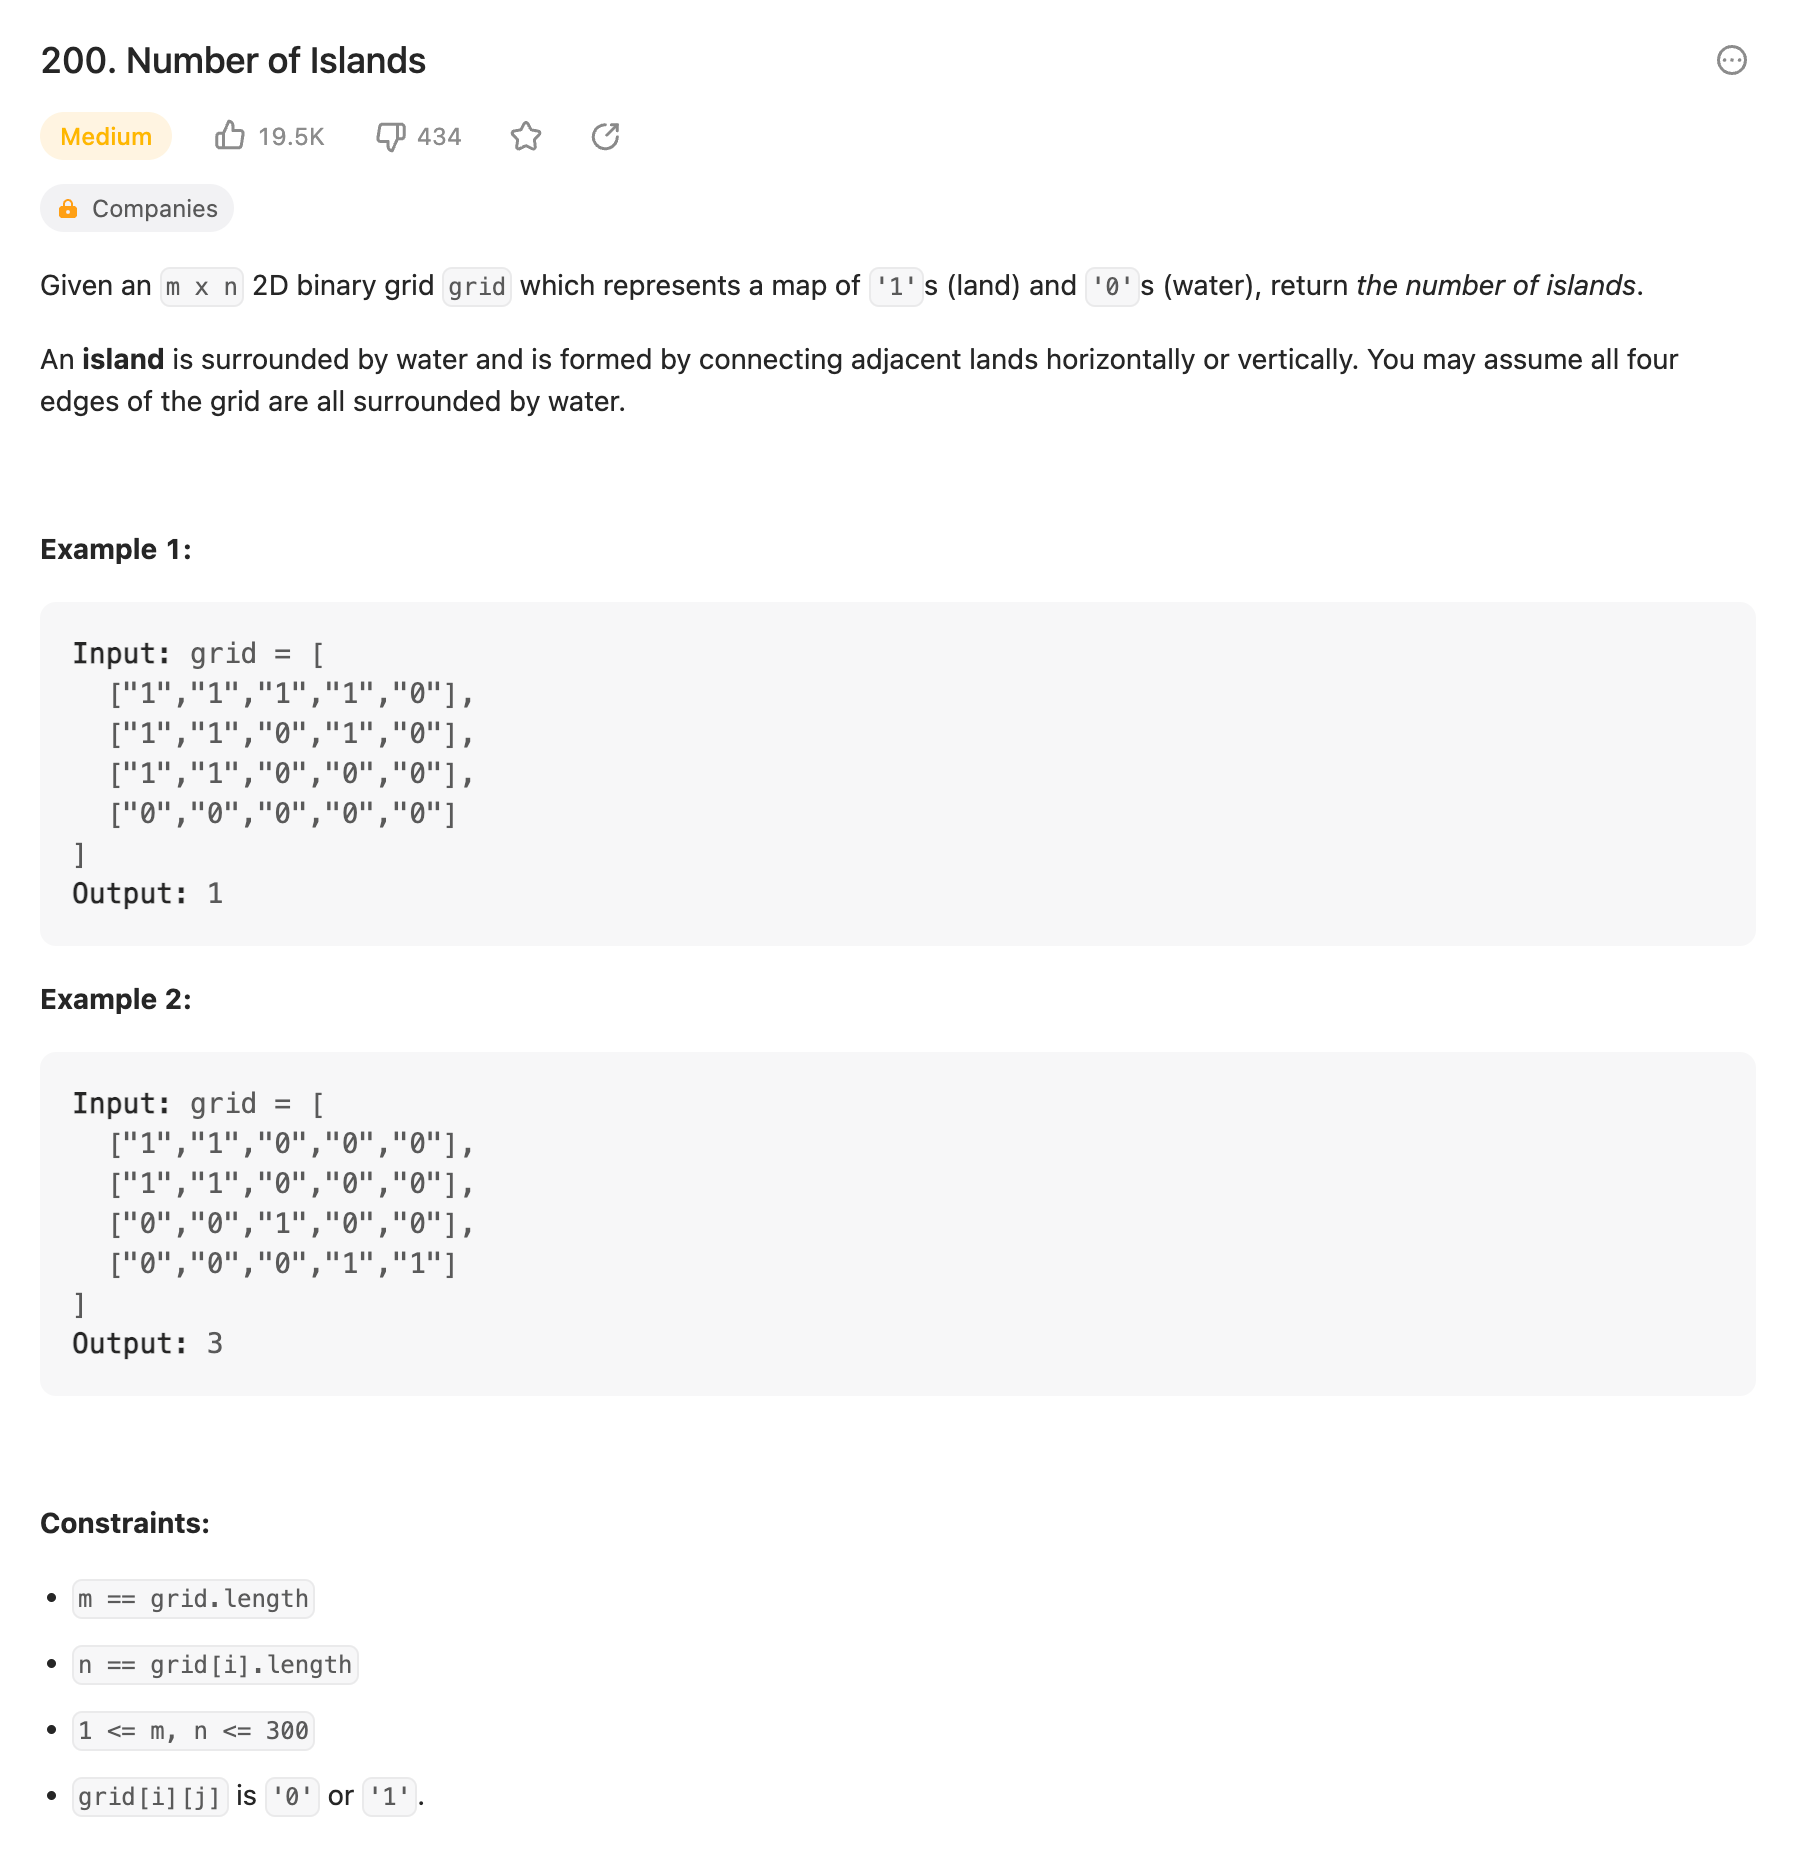 200. Number of Islands
Medium 19.5K 434
Companies
Given an m x n 2D binary grid grid which represents a map of '1's (land) and '0's (water), return the number of islands.
An island is surrounded by water and is formed by connecting adjacent lands horizontally or vertically. You may assume all four
edges of the grid are all surrounded by water.
Example 1:
Input: grid = [
  ["1","1","1","1","0"],
  ["1","1","0","1","0"],
  ["1","1","0","0","0"],
  ["0","0","0","0","0"]
]
Output: 1
Example 2:
Input: grid = [
  ["1","1","0","0","0"],
  ["1","1","0","0","0"],
  ["0","0","1","0","0"],
  ["0","0","0","1","1"]
]
Output: 3
Constraints:
• m == grid.length
• n == grid[i].length
• 1 <= m, n <= 300
• grid[i][j] is '0' or '1'.